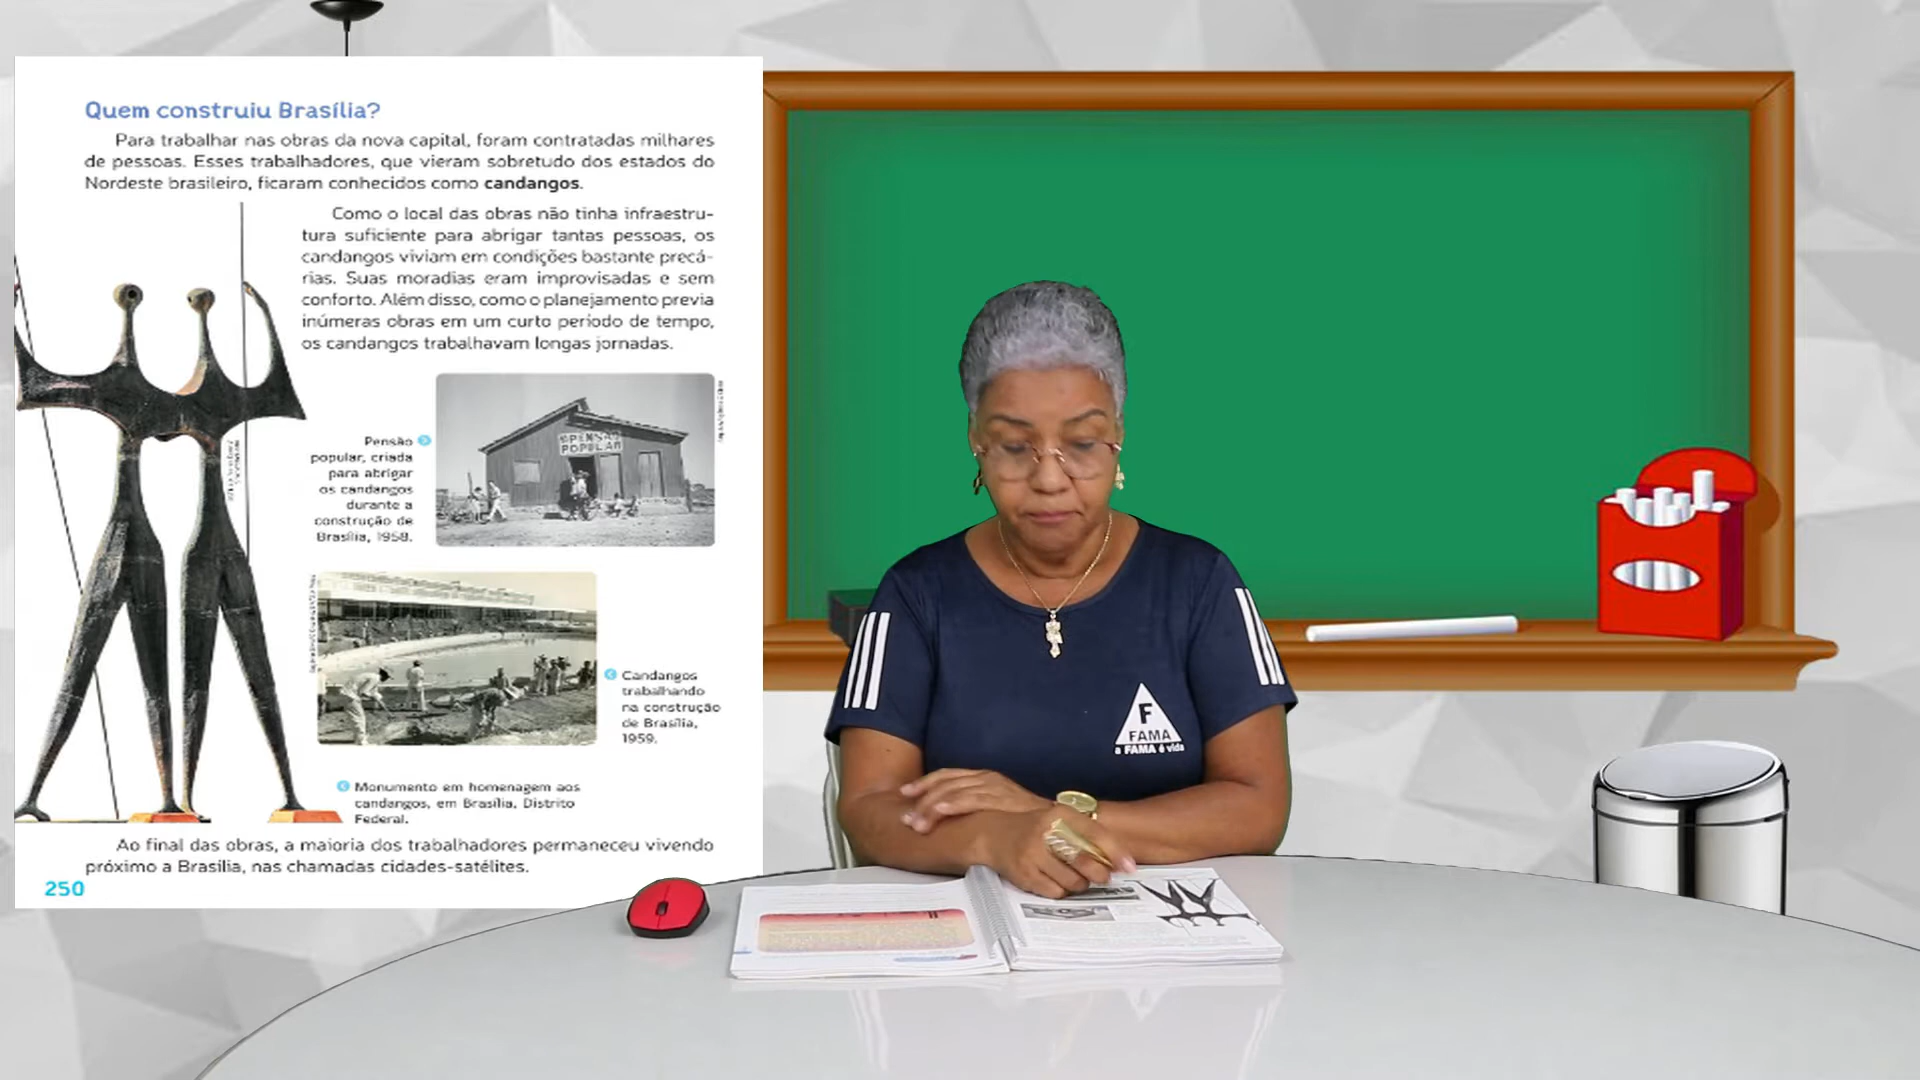 Quem construiu Brasília?
Para trabalhar nas obras da nova capital, foram contratadas milhares
de pessoas. Esses trabalhadores, que vieram sobretudo dos estados do
Nordeste brasileiro, ficaram conhecidos como candangos.
Como o local das obras não tinha infraestru-
tura suficiente para abrigar tantas pessoas, os
candangos viviam em condições bastante precá-
rias. Suas moradias eram improvisadas e sem
conforto. Além disso, como o planejamento previa
inúmeras obras em um curto período de tempo,
os candangos trabalhavam longas jornadas.
PENSÃO
POPULAR
Pensão
popular, criada
para abrigar
os candangos
durante a
construção de
Brasília, 1958.
Candangos
trabalhando
na construção
de Brasília,
1959.
Monumento em homenagem aos
candangos, em Brasília, Distrito
Federal.
Ao final das obras, a maioria dos trabalhadores permaneceu vivendo
próximo a Brasília, nas chamadas cidades-satélites.
250
F
FAMA
a FAMA é vida